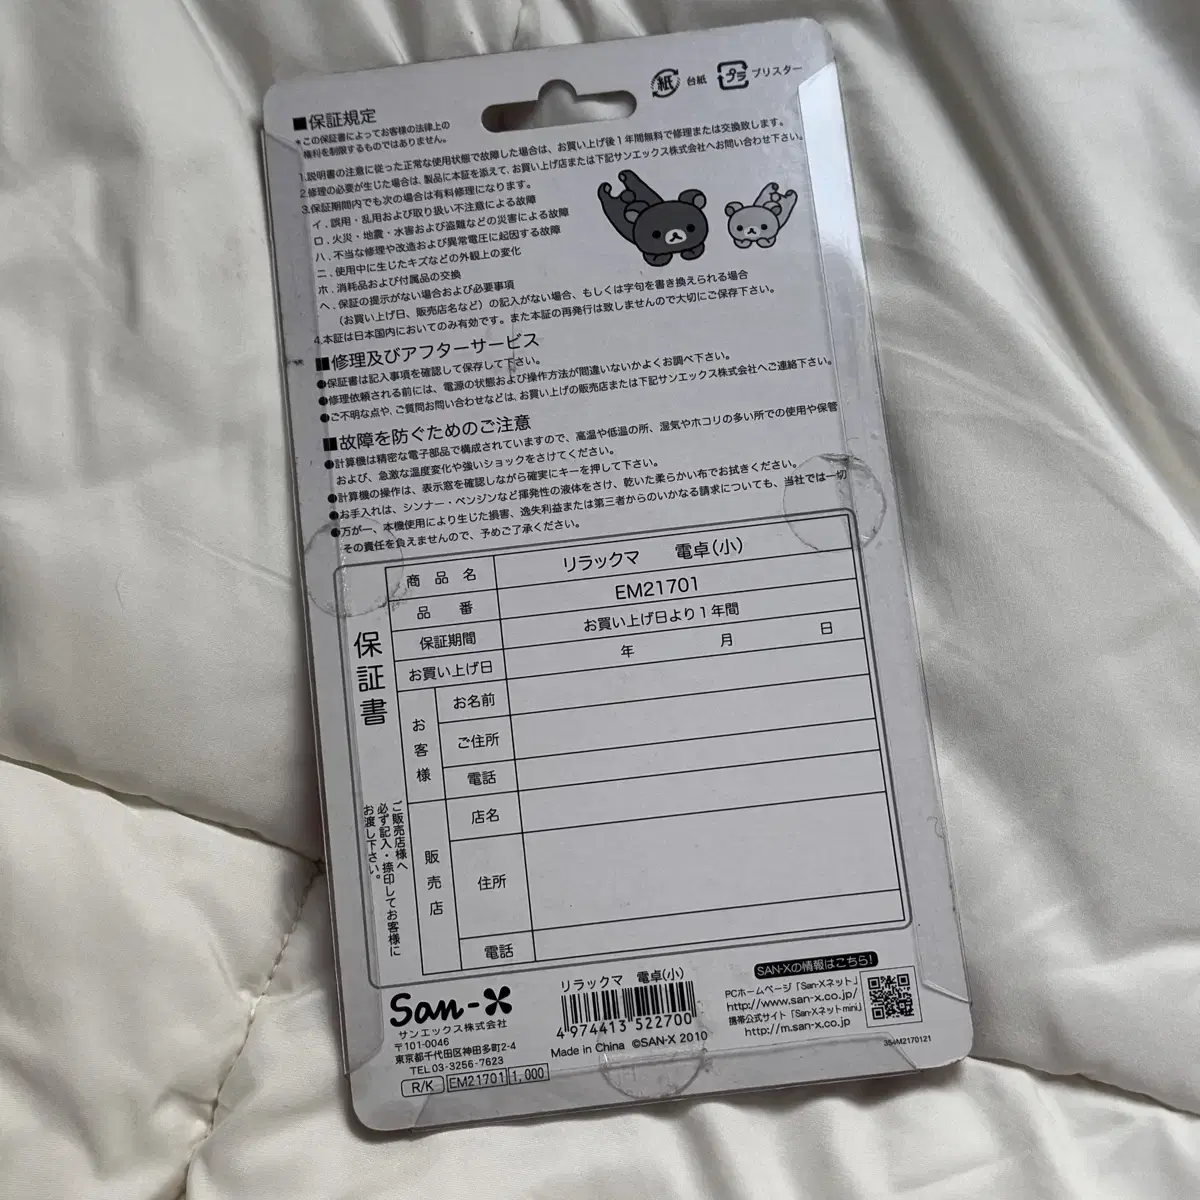 紙 台紙 プラ ブリスター
■保証規定
*この保証書によってお客様の法律上の
権利を制限するものではありません。
1.説明書の注意に従った正常な使用状態で故障した場合は、お買い上げ後1年間無料で修理または交換致します。
2.修理の必要が生じた場合は、製品に本証を添えて、お買い上げ店または下記サンエックス株式会社へお問い合わせ下さい。
3.保証期間内でも次の場合は有料修理になります。
イ.誤用・乱用および取り扱い不注意による故障
ロ.火災・地震・水害および盗難などの災害による故障
ハ.不当な修理や改造および異常電圧に起因する故障
ニ.使用中に生じたキズなどの外観上の変化
ホ.消耗品および付属品の交換
ヘ.保証の提示がない場合および必要事項
(お買い上げ日、販売店名など)の記入がない場合、もしくは字句を書き換えられる場合
4.本証は日本国内においてのみ有効です。また本証の再発行は致しませんので大切にご保存下さい。
■修理及びアフターサービス
●保証書は記入事項を確認して保存して下さい。
●修理依頼される前には、電源の状態および操作方法が間違いないかよくお調べ下さい。
●ご不明な点や、ご質問お問い合わせなどは、お買い上げの販売店または下記サンエックス株式会社へご連絡下さい。
■故障を防ぐためのご注意
●計算機は精密な電子部品で構成されていますので、高温や低温の所、湿気やホコリの多い所での使用や保管
および、急激な温度変化や強いショックをさけてください。
●計算機の操作は、表示窓を確認しながら確実にキーを押して下さい。
●お手入れは、シンナー・ベンジンなど揮発性の液体をさけ、乾いた柔らかい布でお拭きください。
●万が一、本機使用により生じた損害、逸失利益または第三者からのいかなる請求についても、当社では一切
その責任を負えませんので、予めご了承ください。
保証書
商品名 リラックマ 電卓(小)
品番 EM21701
保証期間 お買い上げ日より1年間
お買い上げ日 年 月 日
お客様
お名前
ご住所
電話
販売店
店名
住所
電話
ご販売店様へ
必ず記入・捺印してお客様に
お渡し下さい。
San-X
サンエックス株式会社
〒101-0046
東京都千代田区神田多町2-4
TEL 03-3256-7623
R/K EM21701 1,000
リラックマ 電卓(小)
4 974413 522700
Made in China ©SAN-X 2010
SAN-Xの情報はこちら!
PCホームページ「San-Xネット」
http://www.san-x.co.jp/
携帯公式サイト「San-Xネットmini」
http://m.san-x.co.jp
354M2170121